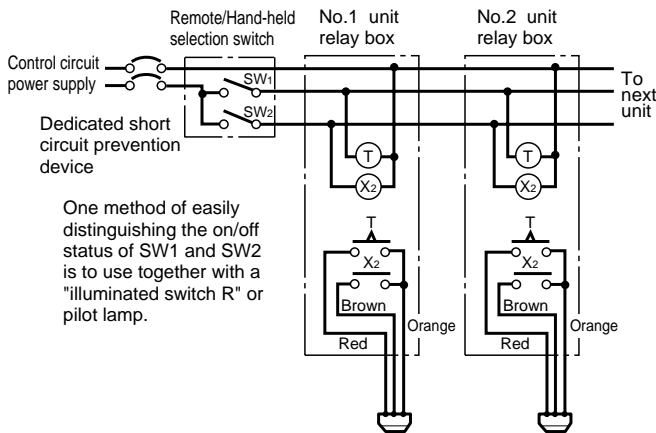 Remote/Hand-held
selection switch
No.1 unit
relay box
No.2 unit
relay box
Control circuit
power supply
SW1
SW2
To
next
unit
Dedicated short
circuit prevention
device
T
X2
T
X2
One method of easily
distinguishing the on/off
status of SW1 and SW2
is to use together with a
"illuminated switch R" or
pilot lamp.
T
X2
Brown
Orange
Red
T
X2
Brown
Orange
Red